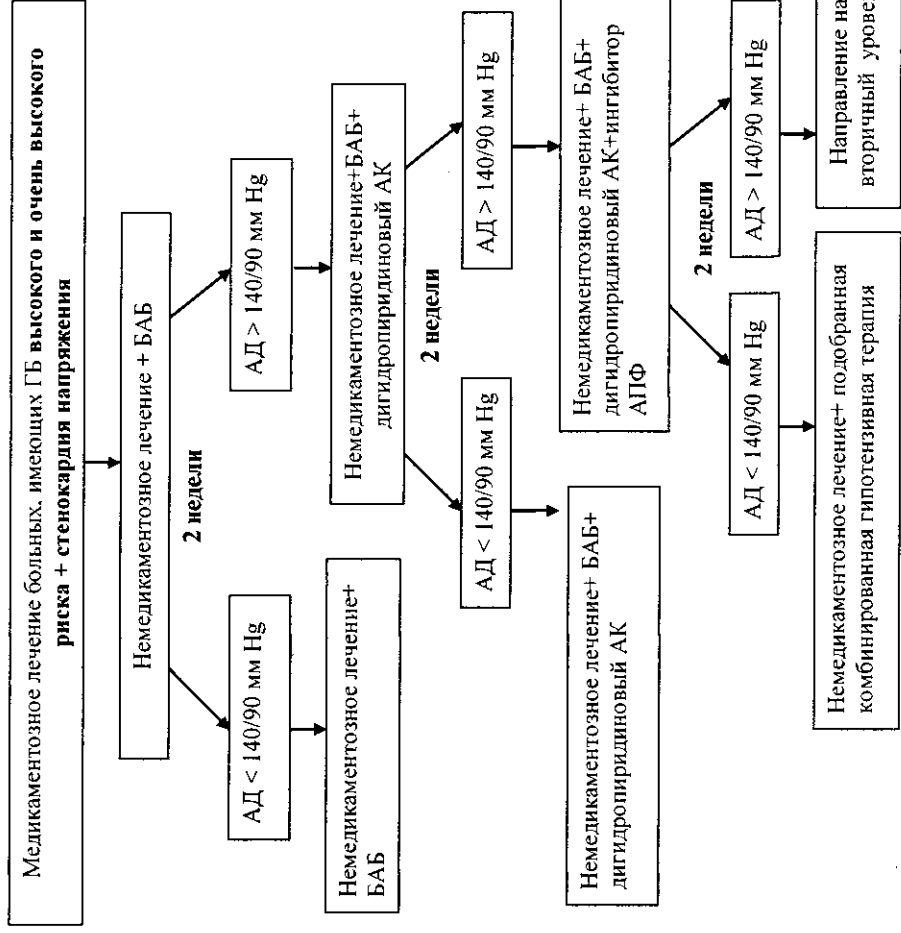 Медикаментозное лечение больных, имеющих ГБ высокого и очень высокого
риска + стенокардия напряжения
Немедикаментозное лечение + БАБ
2 недели
АД < 140/90 мм Hg
АД > 140/90 мм Hg
Немедикаментозное лечение+
БАБ
Немедикаментозное лечение+БАБ+
дигидропиридиновый АК
2 недели
АД < 140/90 мм Hg
АД > 140/90 мм Hg
Немедикаментозное лечение+ БАБ+
дигидропиридиновый АК
Немедикаментозное лечение+ БАБ+
дигидропиридиновый АК+ингибитор
АПФ
2 недели
АД < 140/90 мм Hg
АД > 140/90 мм Hg
Немедикаментозное лечение+ подобранная
комбинированная гипотензивная терапия
Направление на
вторичный уровe